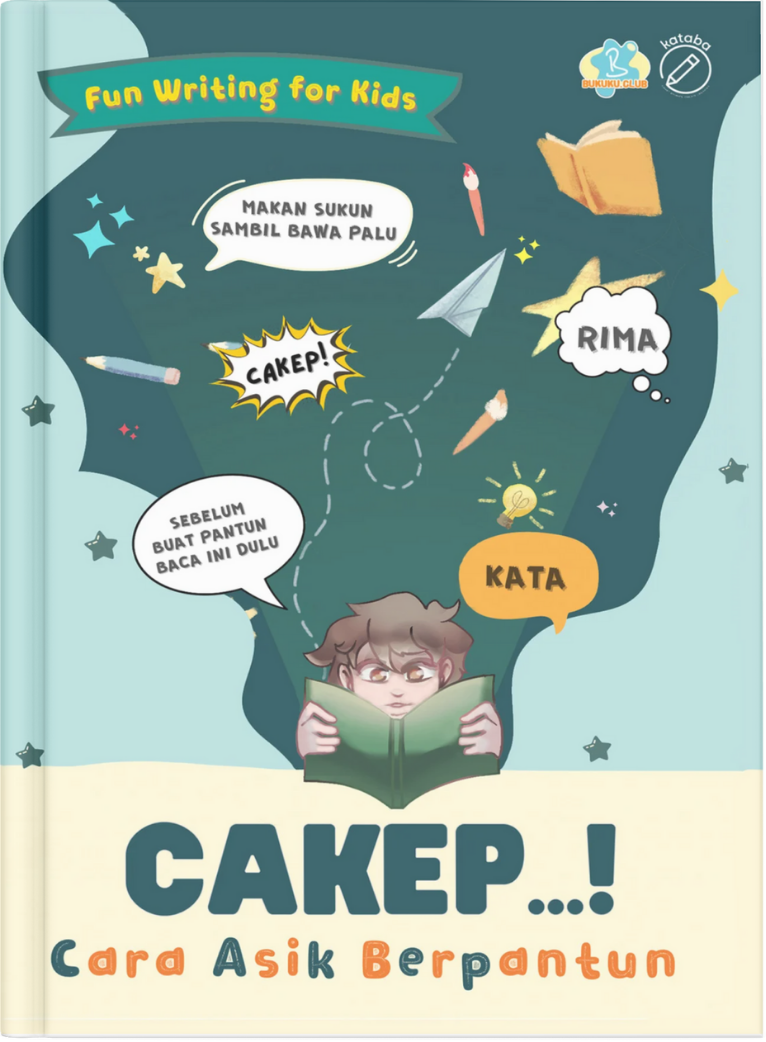 Fun Writing for Kids
BUKUKU.CLUB
kataba
MAKAN SUKUN
SAMBIL BAWA PALU
RIMA
CAKEP!
SEBELUM
BUAT PANTUN
BACA INI DULU
KATA
CAKEP...!
Cara Asik Berpantun